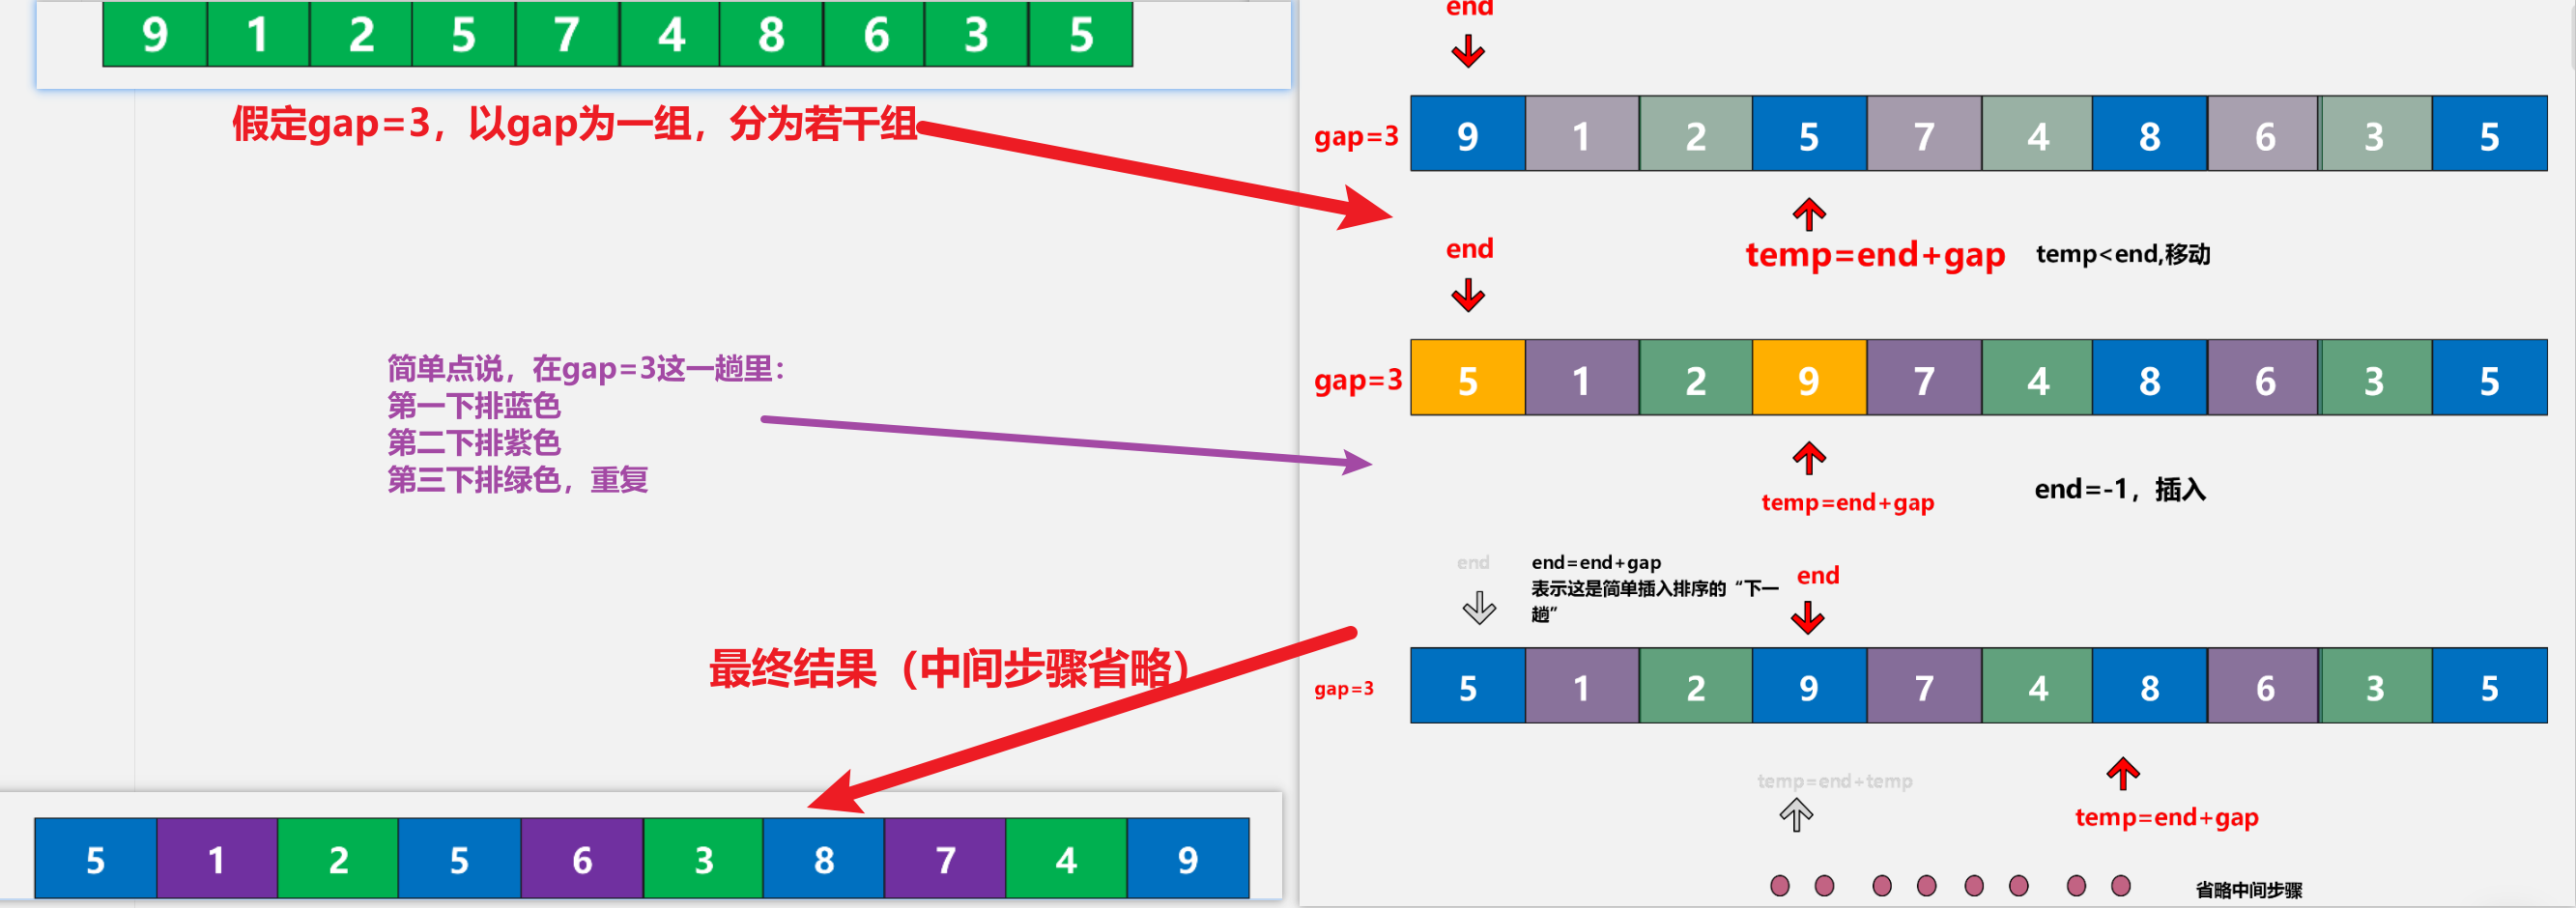 9 1 2 5 7 4 8 6 3 5
假定gap=3，以gap为一组，分为若干组
简单点说，在gap=3这一趟里：
第一下排蓝色
第二下排紫色
第三下排绿色，重复
最终结果（中间步骤省略）
5 1 2 5 6 3 8 7 4 9
end
gap=3 9 1 2 5 7 4 8 6 3 5
temp=end+gap temp<end,移动
end
gap=3 5 1 2 9 7 4 8 6 3 5
temp=end+gap end=-1，插入
end end=end+gap end
表示这是简单插入排序的“下一
趟”
gap=3 5 1 2 9 7 4 8 6 3 5
temp=end+temp
temp=end+gap
省略中间步骤